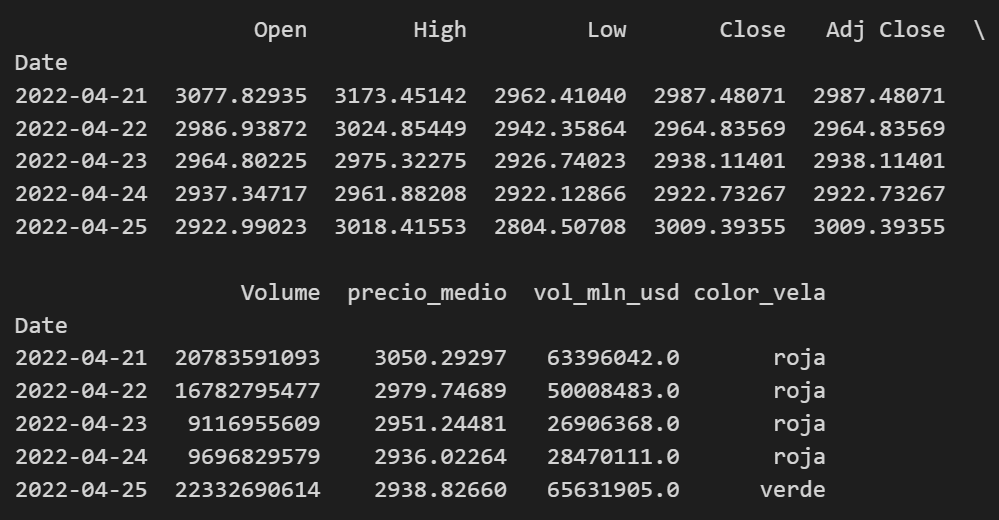 Open High Low Close Adj Close \
Date
2022-04-21 3077.82935 3173.45142 2962.41040 2987.48071 2987.48071
2022-04-22 2986.93872 3024.85449 2942.35864 2964.83569 2964.83569
2022-04-23 2964.80225 2975.32275 2926.74023 2938.11401 2938.11401
2022-04-24 2937.34717 2961.88208 2922.12866 2922.73267 2922.73267
2022-04-25 2922.99023 3018.41553 2804.50708 3009.39355 3009.39355
Volume precio_medio vol_mln_usd color_vela
Date
2022-04-21 20783591093 3050.29297 63396042.0 roja
2022-04-22 16782795477 2979.74689 50008483.0 roja
2022-04-23 9116955609 2951.24481 26906368.0 roja
2022-04-24 9696829579 2936.02264 28470111.0 roja
2022-04-25 22332690614 2938.82660 65631905.0 verde